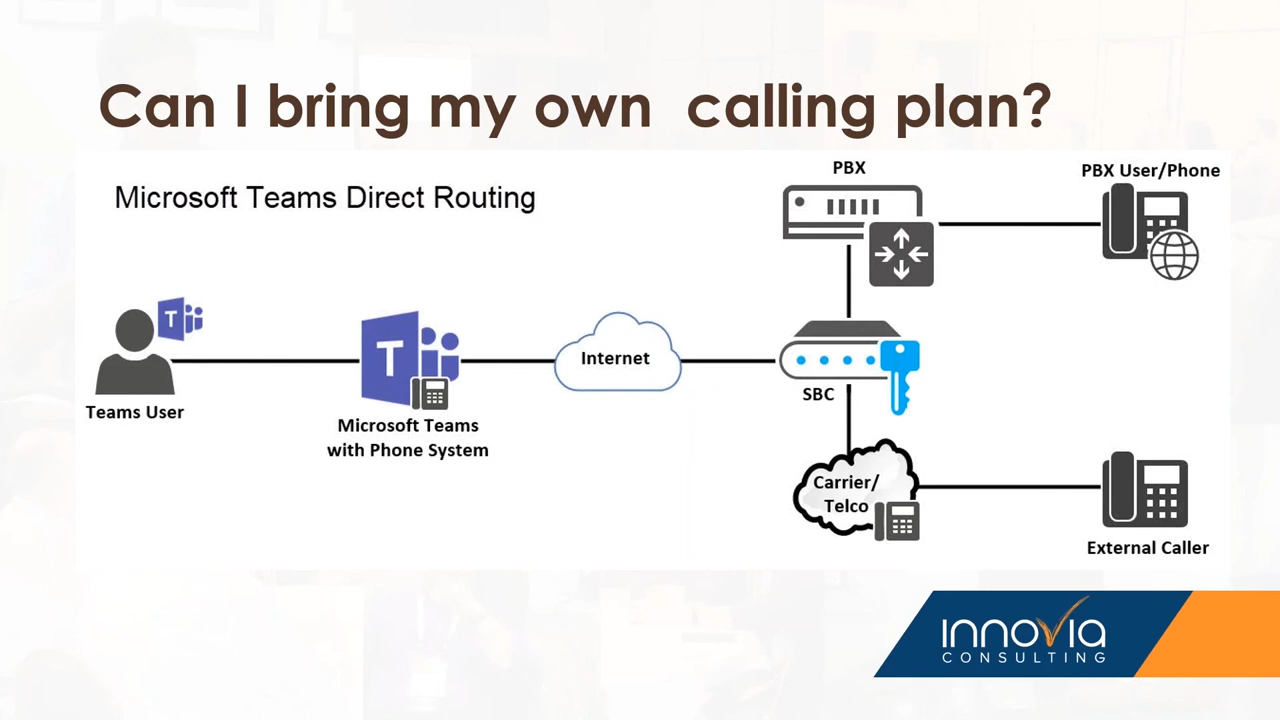 Can I bring my own  calling plan?
Microsoft Teams Direct Routing
PBX
PBX User/Phone
T
T
Internet
Teams User
Microsoft Teams
with Phone System
SBC
Carrier/
Telco
External Caller
INNOVIA
CONSULTING